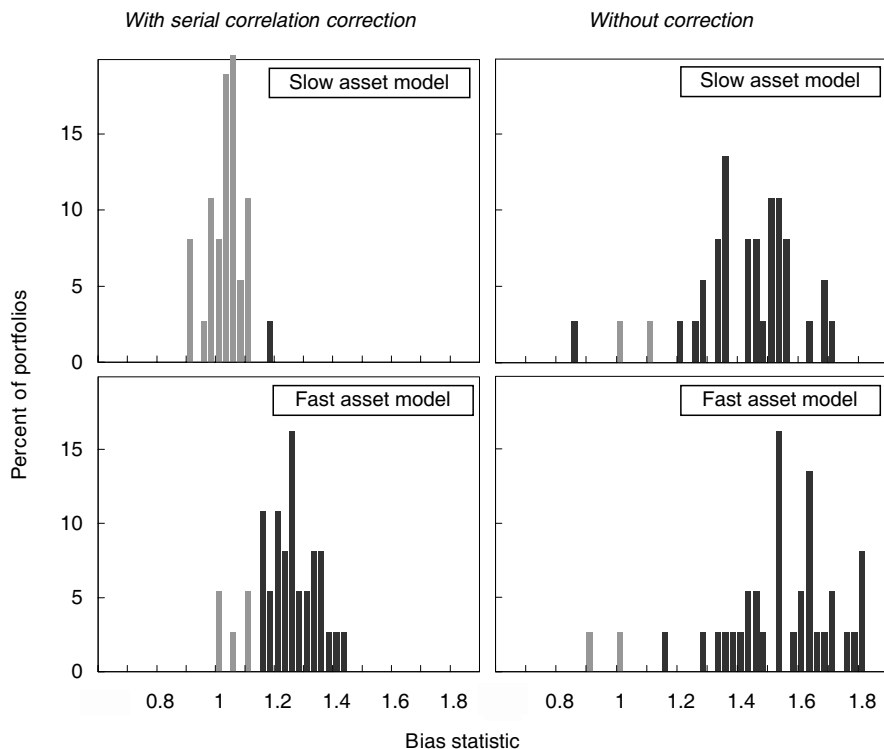 With serial correlation correction
Without correction
Slow asset model
Slow asset model
15
10
5
0
Fast asset model
Fast asset model
15
10
5
0
0.8 1 1.2 1.4 1.6 1.8
0.8 1 1.2 1.4 1.6 1.8
Percent of portfolios
Bias statistic